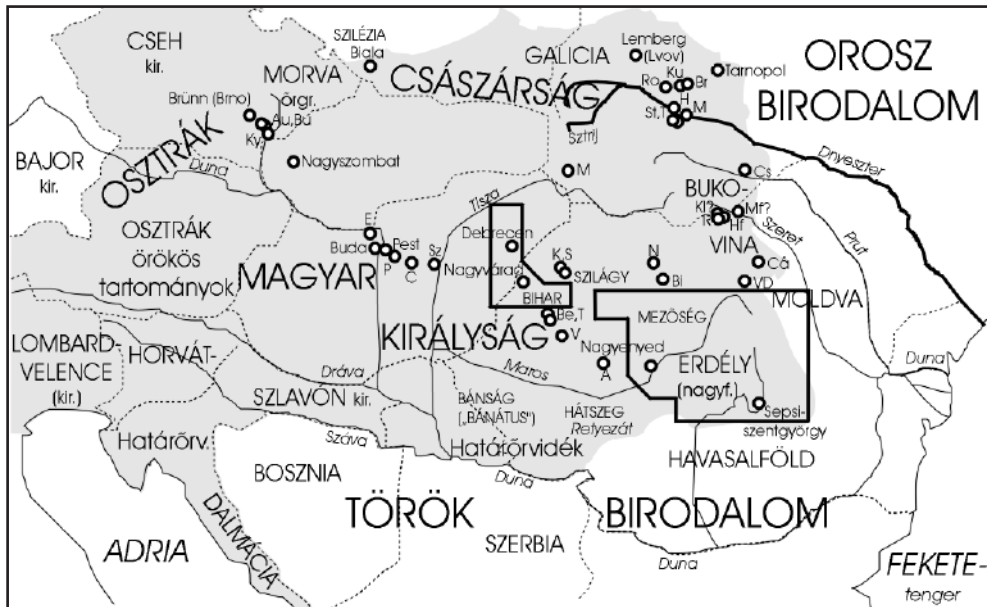 CSEH
kir.
SZILÉZIA
Biala
MORVA
őrgr.
Brünn (Brno)
Au,Bú
Ky
CSÁSZÁRSÁG
OSZTRÁK
GALICIA
Lemberg
(Lvov)
Ro
Ku
Br
Tarnopol
H
M
St,T
Sztrij
OROSZ
BIRODALOM
BAJOR
kir.
Duna
Nagyszombat
M
Tisza
Cs
Dnyeszter
BUKO-
VINA
Kl?
R
Hf
Mf?
Szeret
Prut
OSZTRÁK
örökös
tartományok
E
Buda
Pest
P
C
Sz
Debrecen
Nagyvárad
K,S
SZILÁGY
N
Bi
Cá
VD
MOLDVA
MAGYAR
KIRÁLYSÁG
BIHAR
Be,T
V
MEZŐSÉG
Nagyenyed
A
ERDÉLY
(nagyf.)
Sepsi-
szentgyörgy
Duna
LOMBARD-
VELENCE
(kir.)
HORVÁT-
SZLAVÓN kir.
Dráva
Maros
BÁNSÁG
(„BÁNÁTUS")
HÁTSZEG
Retyezát
Határőrv.
Száva
Határőrvidék
HAVASALFÖLD
BOSZNIA
Duna
TÖRÖK
BIRODALOM
DALMÁCIA
ADRIA
SZERBIA
Duna
FEKETE-
tenger